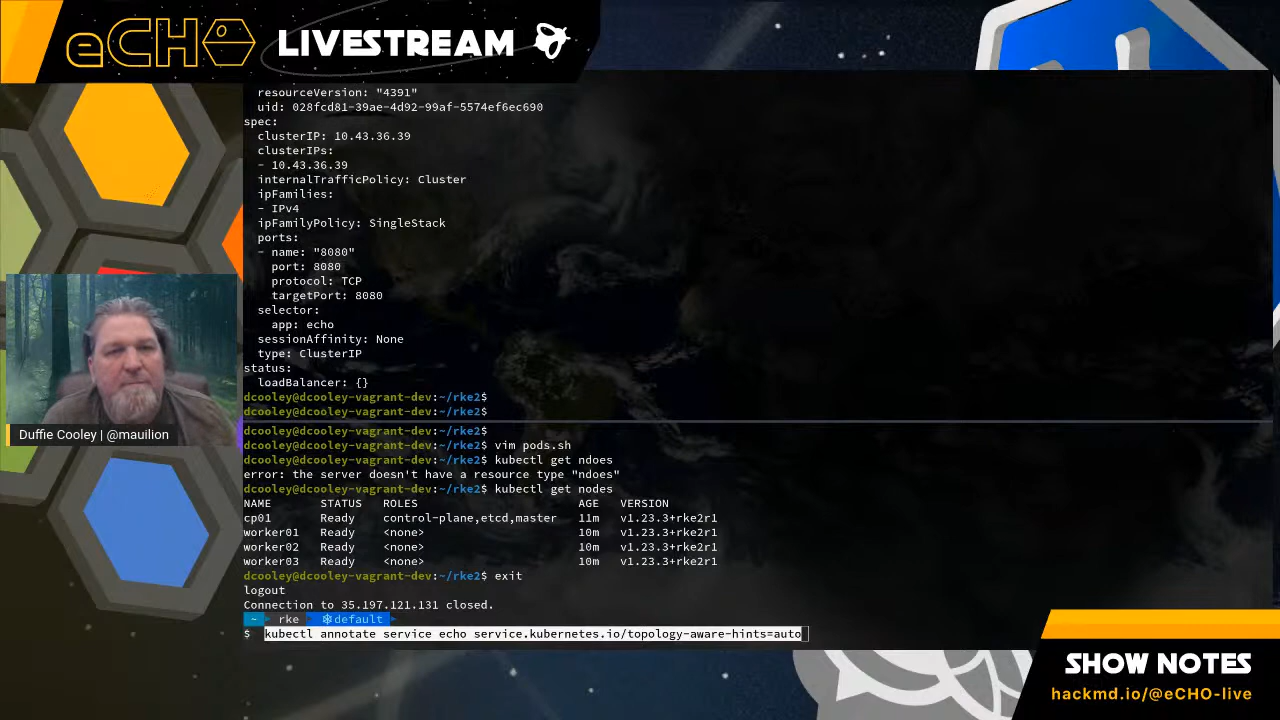 eCHO LIVESTREAM
resourceVersion: "4391"
uid: 028fcd81-39ae-4d92-99af-5574ef6ec690
spec:
clusterIP: 10.43.36.39
clusterIPs:
- 10.43.36.39
internalTrafficPolicy: Cluster
ipFamilies:
- IPv4
ipFamilyPolicy: SingleStack
ports:
- name: "8080"
port: 8080
protocol: TCP
targetPort: 8080
selector:
app: echo
sessionAffinity: None
type: ClusterIP
status:
loadBalancer: {}
dcooley@dcooley-vagrant-dev:~/rke2$
dcooley@dcooley-vagrant-dev:~/rke2$
dcooley@dcooley-vagrant-dev:~/rke2$
dcooley@dcooley-vagrant-dev:~/rke2$ vim pods.sh
dcooley@dcooley-vagrant-dev:~/rke2$ kubectl get ndoes
error: the server doesn't have a resource type "ndoes"
dcooley@dcooley-vagrant-dev:~/rke2$ kubectl get nodes
NAME STATUS ROLES AGE VERSION
cp01 Ready control-plane,etcd,master 11m v1.23.3+rke2r1
worker01 Ready <none> 10m v1.23.3+rke2r1
worker02 Ready <none> 10m v1.23.3+rke2r1
worker03 Ready <none> 10m v1.23.3+rke2r1
dcooley@dcooley-vagrant-dev:~/rke2$ exit
logout
Connection to 35.197.121.131 closed.
~ rke ⎈default
$ kubectl annotate service echo service.kubernetes.io/topology-aware-hints=auto
Duffie Cooley | @mauilion
SHOW NOTES
hackmd.io/@eCHO-live